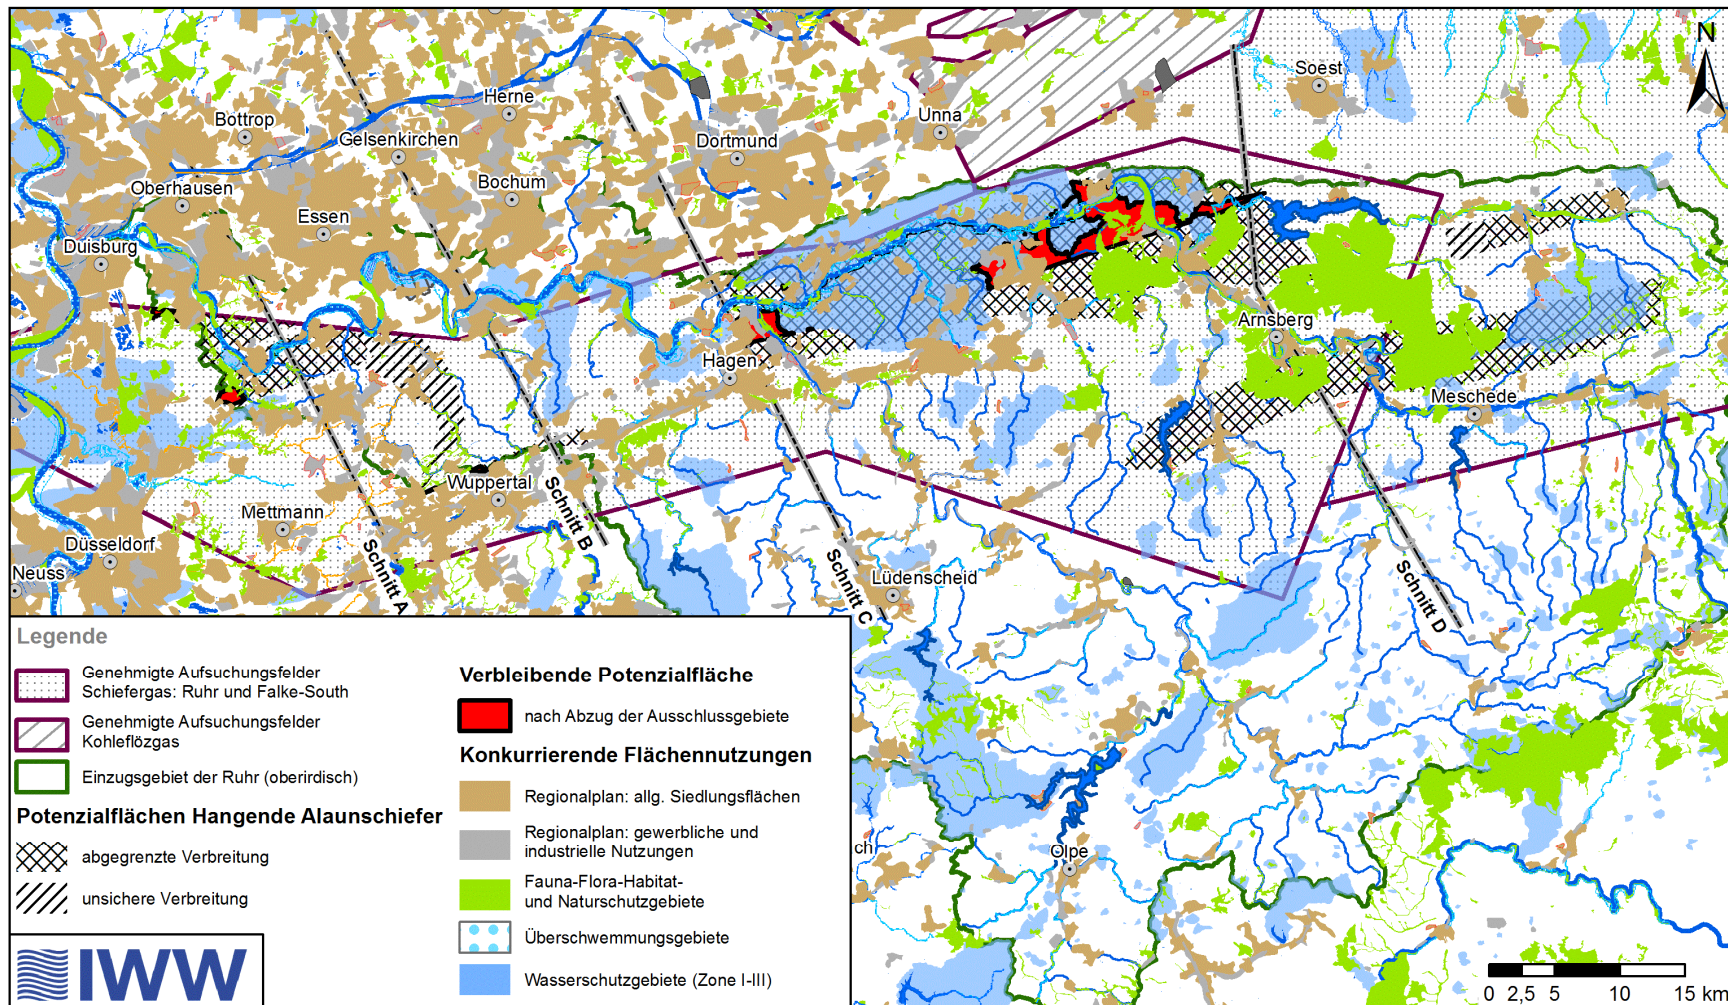 N
Soest
Herne
Bottrop
Unna
Gelsenkirchen
Dortmund
Oberhausen
Bochum
Essen
Duisburg
Arnsberg
Hagen
Meschede
Wuppertal
Mettmann
Düsseldorf
Neuss
Lüdenscheid
Schnitt A
Schnitt B
Schnitt C
Schnitt D
Olpe
ch
Legende
Genehmigte Aufsuchungsfelder
Schiefergas: Ruhr und Falke-South
Genehmigte Aufsuchungsfelder
Kohleflözgas
Einzugsgebiet der Ruhr (oberirdisch)
Potenzialflächen Hangende Alaunschiefer
abgegrenzte Verbreitung
unsichere Verbreitung
Verbleibende Potenzialfläche
nach Abzug der Ausschlussgebiete
Konkurrierende Flächennutzungen
Regionalplan: allg. Siedlungsflächen
Regionalplan: gewerbliche und
industrielle Nutzungen
Fauna-Flora-Habitat-
und Naturschutzgebiete
Überschwemmungsgebiete
Wasserschutzgebiete (Zone I-III)
IWW
0 2,5 5 10 15 km